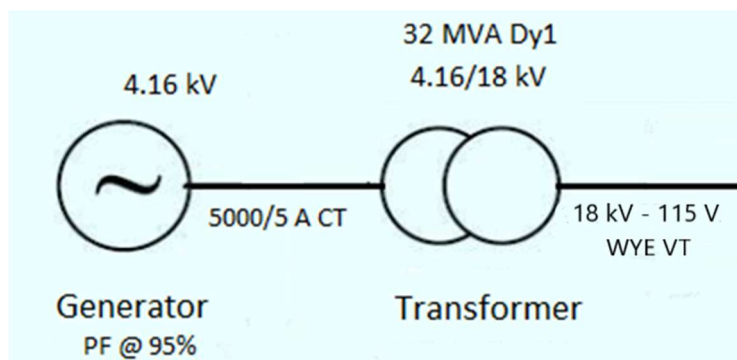 32 MVA Dy1
4.16 kV
4.16/18 kV
~
5000/5 A CT
18 kV - 115 V
WYE VT
Generator
Transformer
PF @ 95%